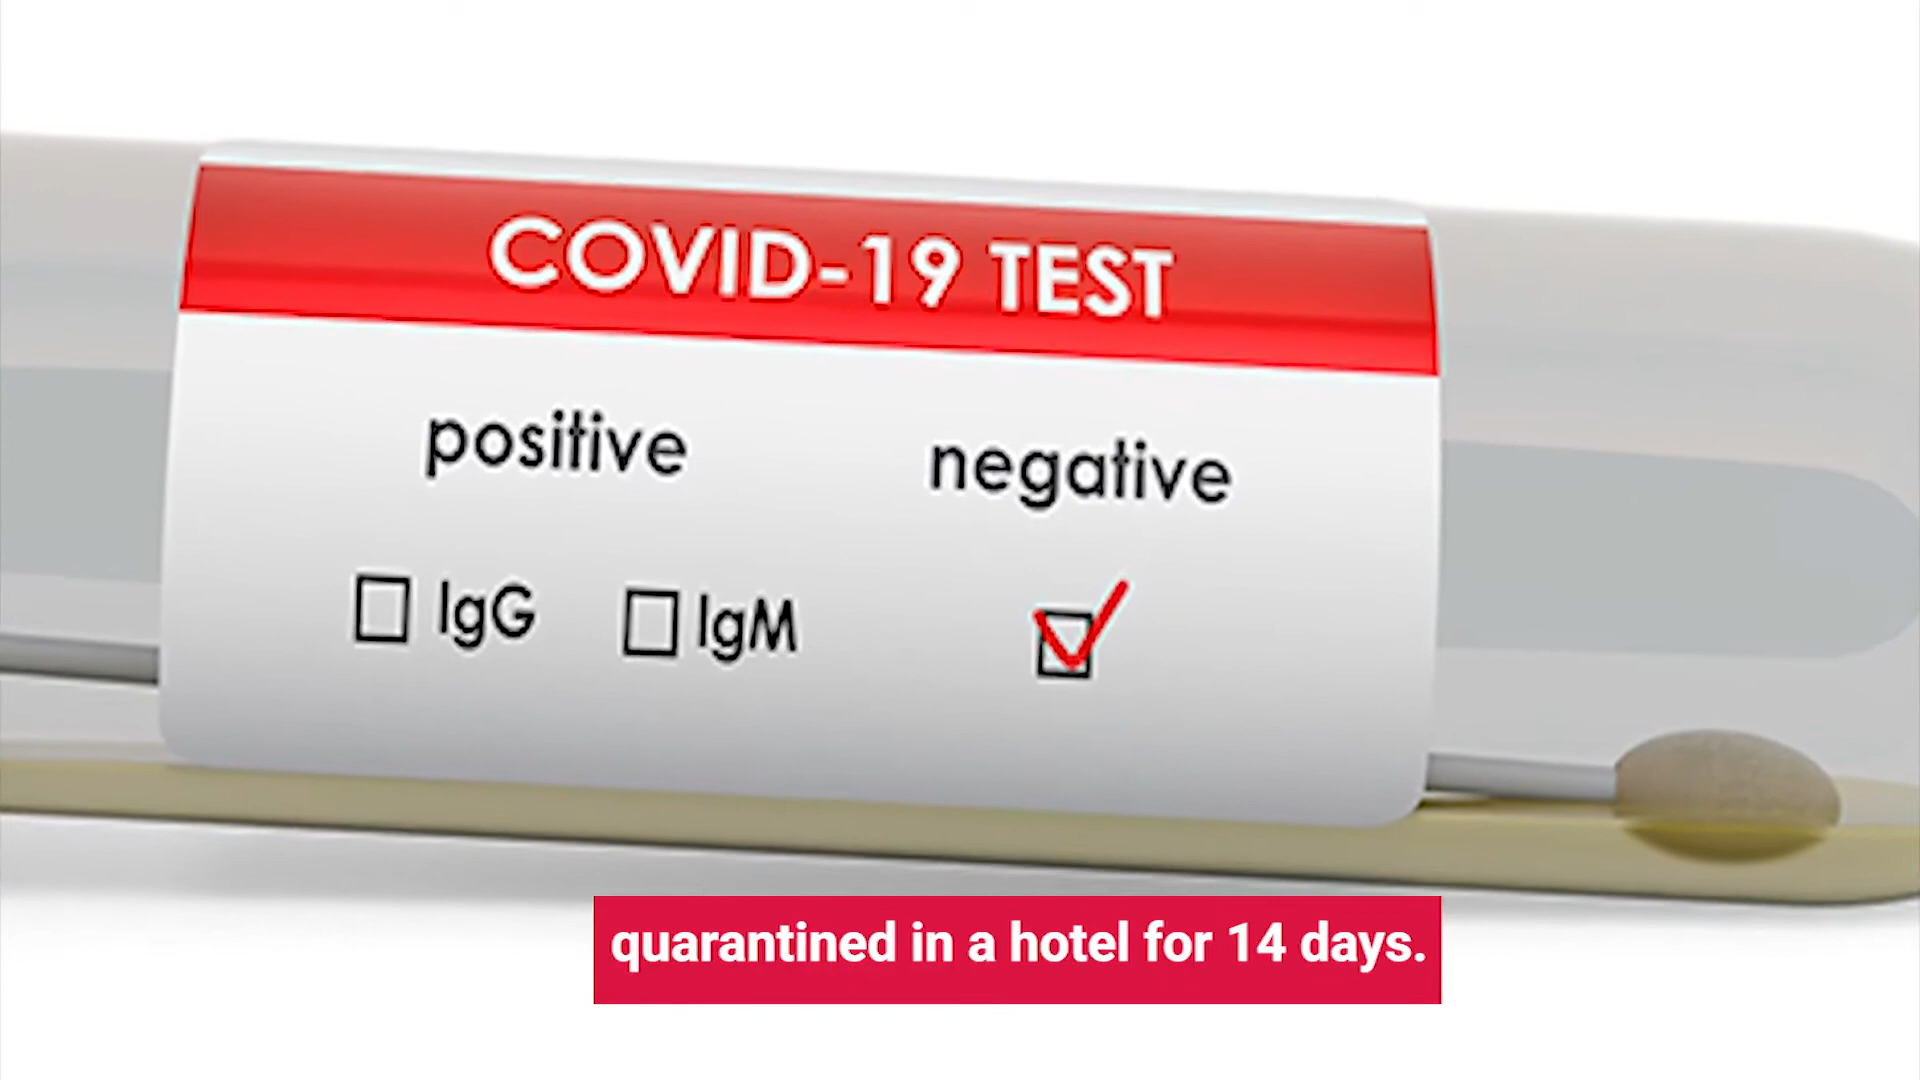 COVID-19 TEST
positive negative
IgG IgM
quarantined in a hotel for 14 days.